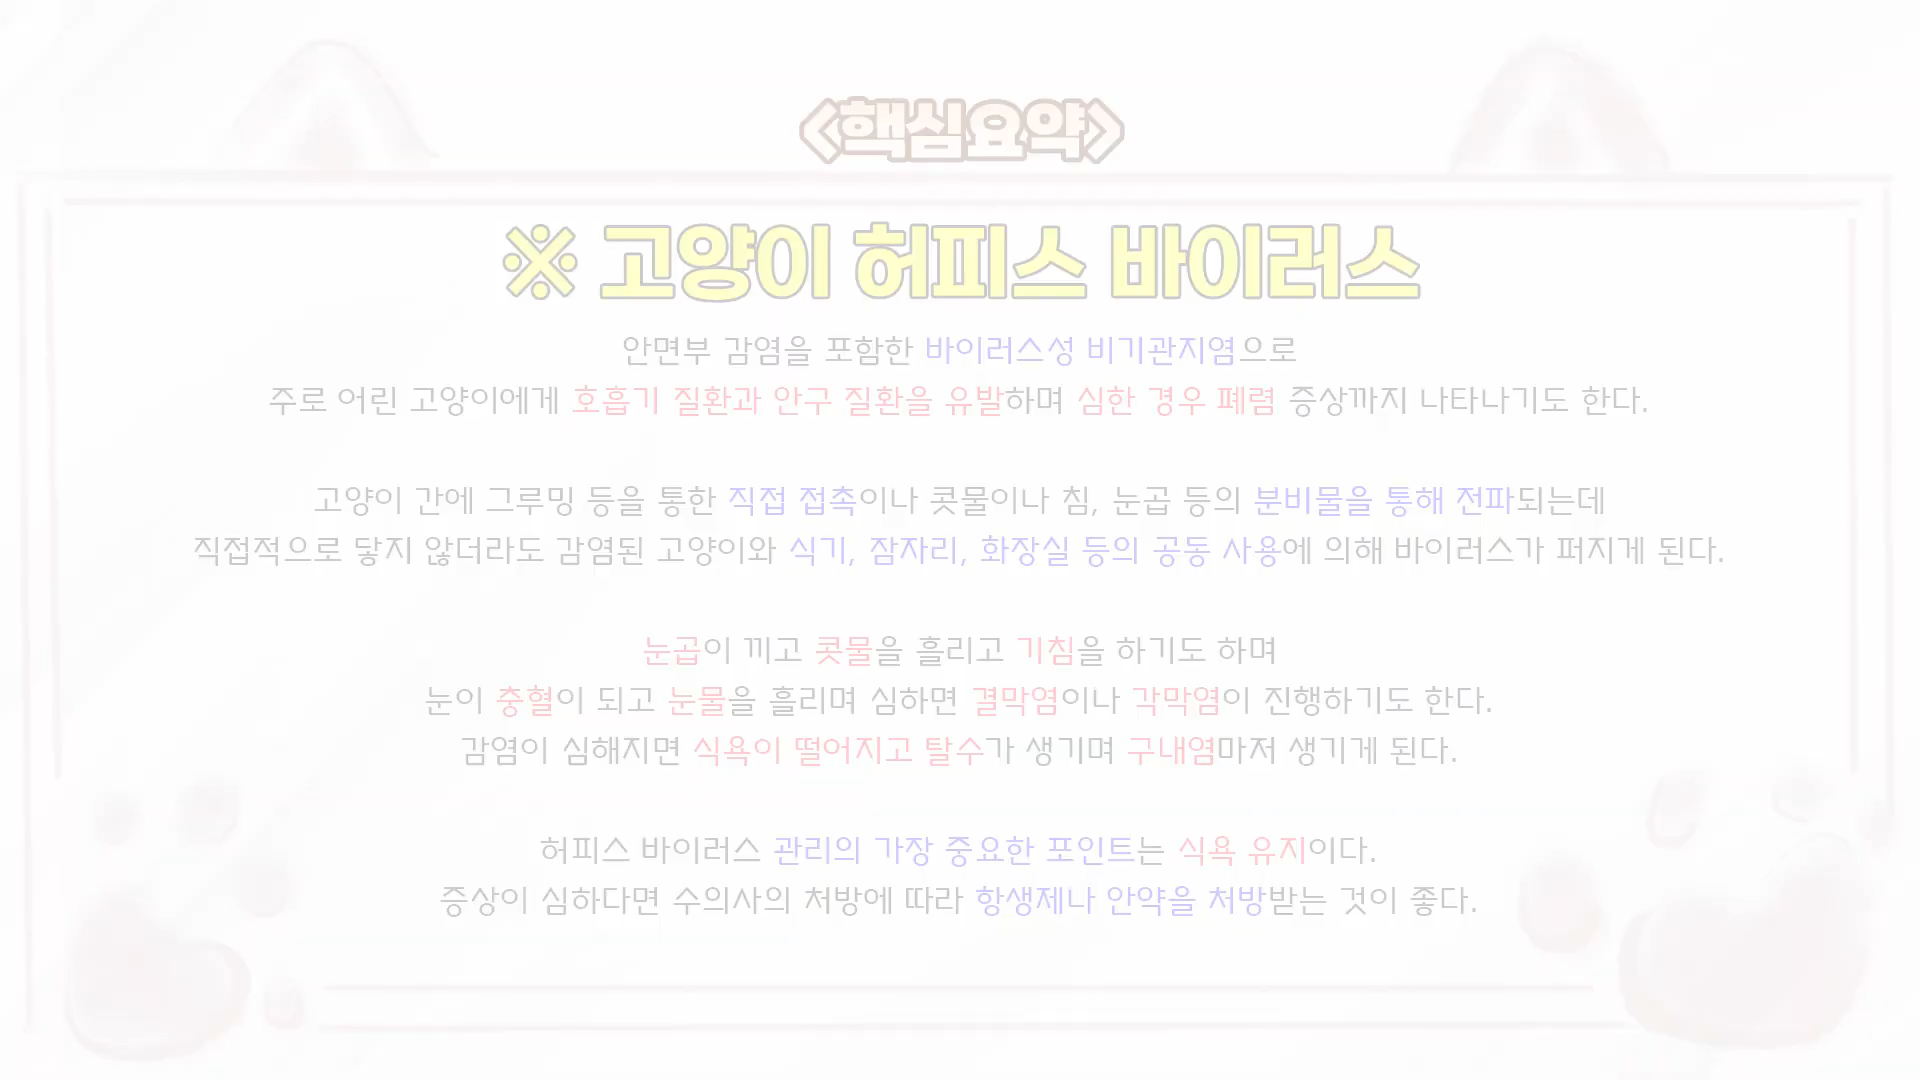 <핵심요약>
※ 고양이 허피스 바이러스
안면부 감염을 포함한 바이러스성 비기관지염으로
주로 어린 고양이에게 호흡기 질환과 안구 질환을 유발하며 심한 경우 폐렴 증상까지 나타나기도 한다.
고양이 간에 그루밍 등을 통한 직접 접촉이나 콧물이나 침, 눈곱 등의 분비물을 통해 전파되는데
직접적으로 닿지 않더라도 감염된 고양이와 식기, 잠자리, 화장실 등의 공동 사용에 의해 바이러스가 퍼지게 된다.
눈곱이 끼고 콧물을 흘리고 기침을 하기도 하며
눈이 충혈이 되고 눈물을 흘리며 심하면 결막염이나 각막염이 진행하기도 한다.
감염이 심해지면 식욕이 떨어지고 탈수가 생기며 구내염마저 생기게 된다.
허피스 바이러스 관리의 가장 중요한 포인트는 식욕 유지이다.
증상이 심하다면 수의사의 처방에 따라 항생제나 안약을 처방받는 것이 좋다.